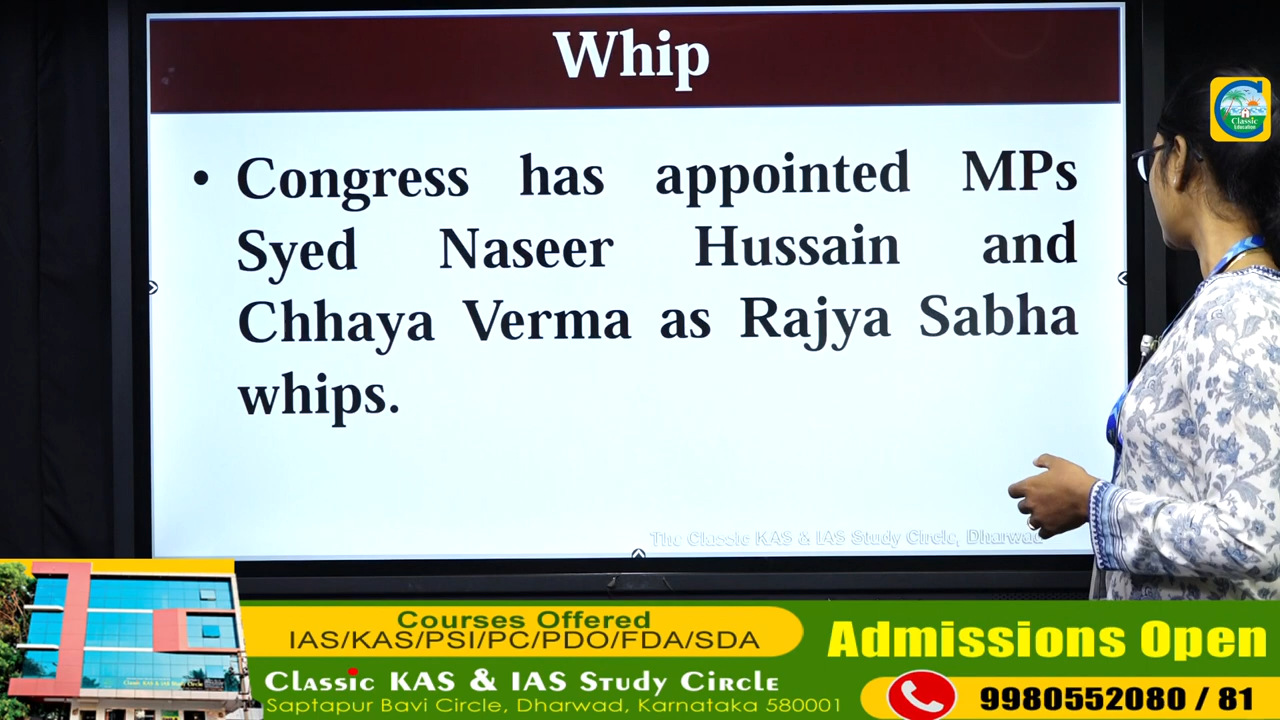 Whip
• Congress has appointed MPs
Syed Naseer Hussain and
Chhaya Verma as Rajya Sabha
whips.
The Classic KAS & IAS Study Circle, Dharwad
Classic
Education
Courses Offered
IAS/KAS/PSI/PC/PDO/FDA/SDA
Classic KAS & IAS Study Circle
Saptapur Bavi Circle, Dharwad, Karnataka 580001
Admissions Open
9980552080 / 81